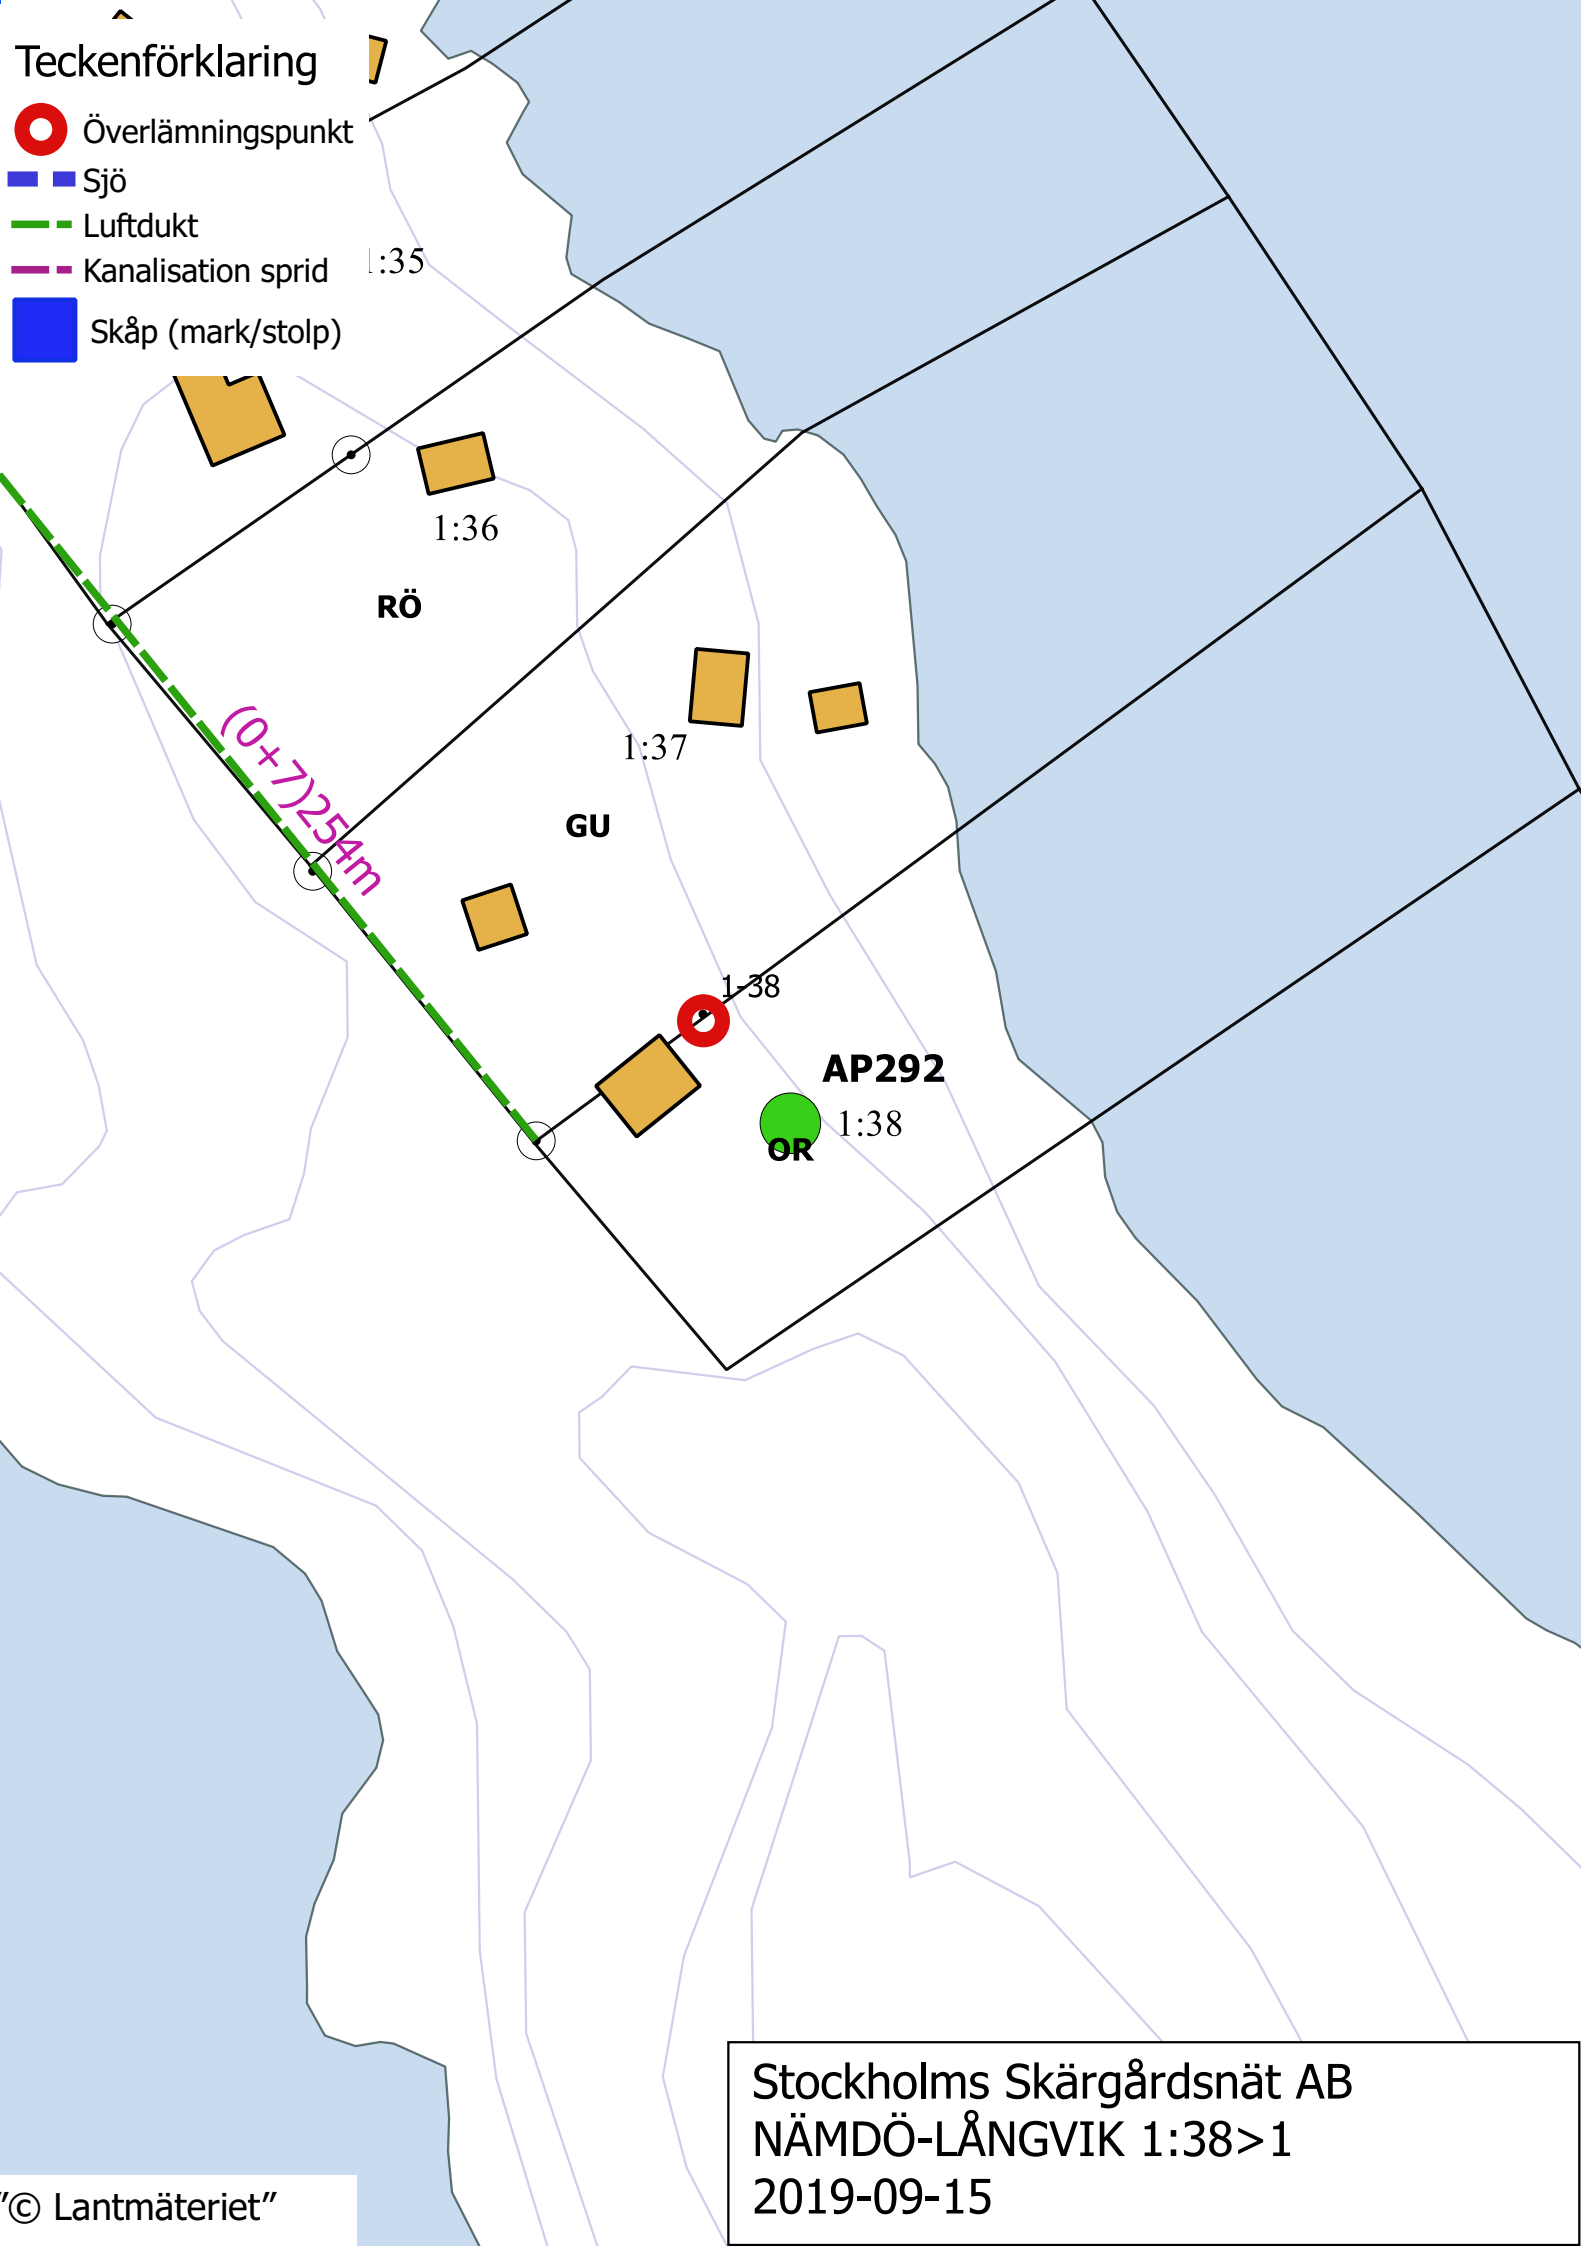 Teckenförklaring
Överlämningspunkt
Sjö
Luftdukt
Kanalisation sprid
Skåp (mark/stolp)
1:35
1:36
RÖ
(0+7)254m
1:37
GU
1-38
AP292
1:38
OR
Stockholms Skärgårdsnät AB
NÄMDÖ-LÅNGVIK 1:38>1
2019-09-15
"© Lantmäteriet”